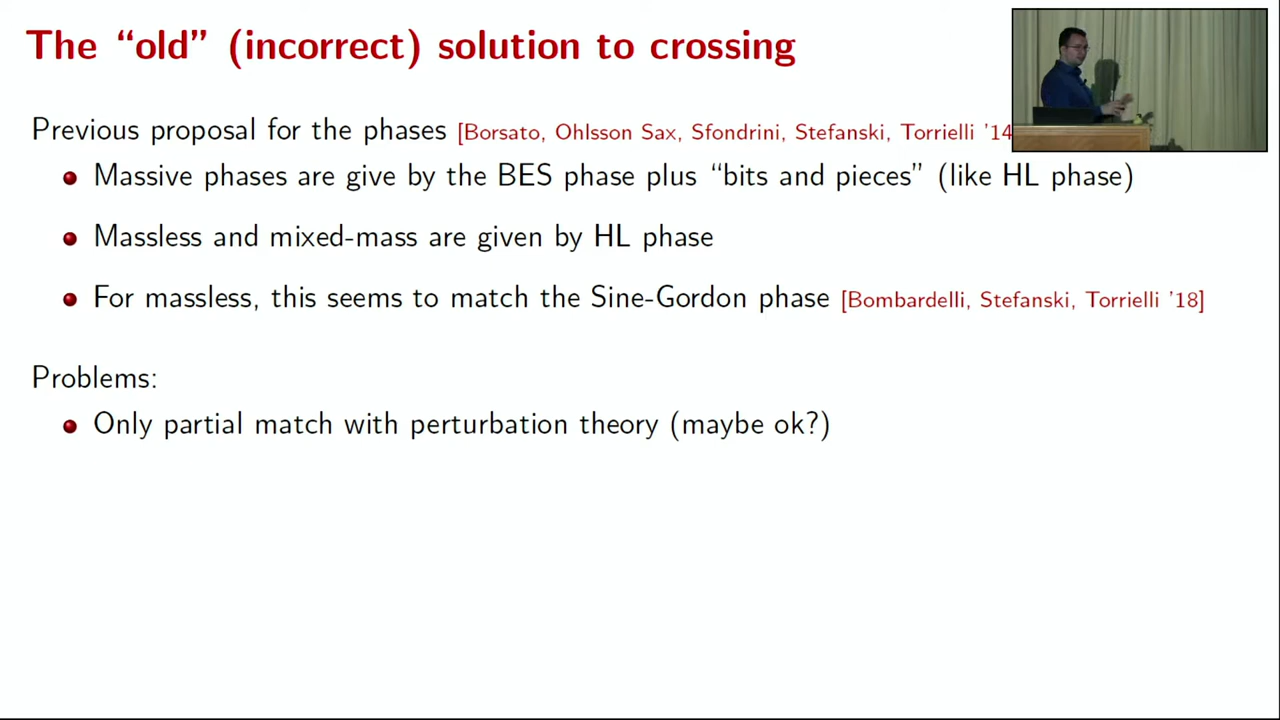 The “old” (incorrect) solution to crossing
Previous proposal for the phases [Borsato, Ohlsson Sax, Sfondrini, Stefanski, Torrielli '14
Massive phases are give by the BES phase plus “bits and pieces” (like HL phase)
Massless and mixed-mass are given by HL phase
For massless, this seems to match the Sine-Gordon phase [Bombardelli, Stefanski, Torrielli '18]
Problems:
Only partial match with perturbation theory (maybe ok?)